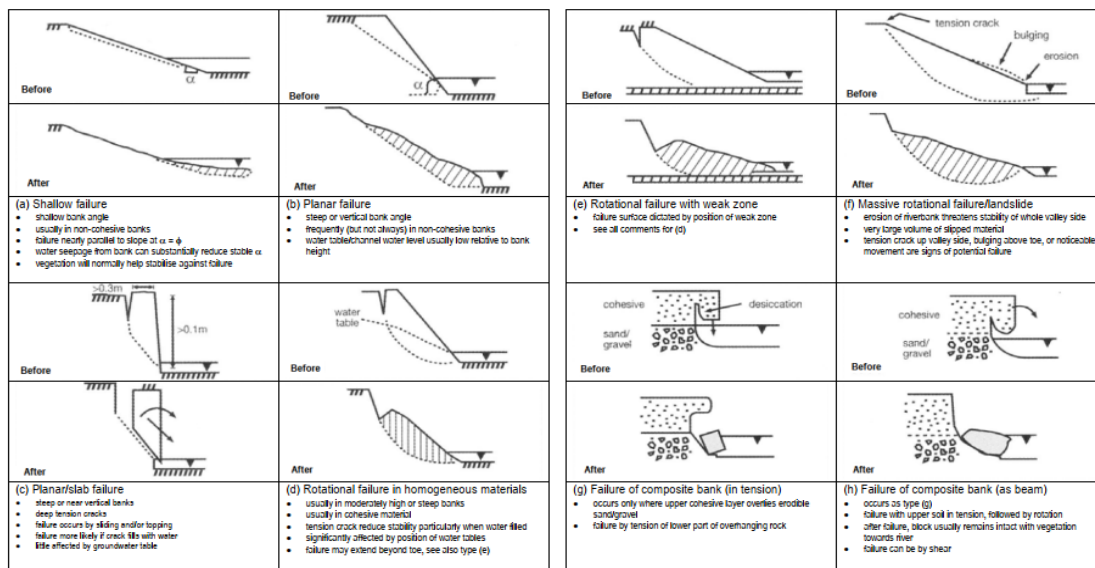 Before
α
After
(a) Shallow failure
shallow bank angle
usually in non-cohesive banks
failure nearly parallel to slope at α = ϕ
water seepage from bank can substantially reduce stable α
vegetation will normally help stabilise against failure
Before
α
After
(b) Planar failure
steep or vertical bank angle
frequently (but not always) in non-cohesive banks
water table/channel water level usually low relative to bank
height
>0.3m
>0.1m
Before
After
(c) Planar/slab failure
steep or near vertical banks
deep tension cracks
failure occurs by sliding and/or topping
failure more likely if crack fills with water
little affected by groundwater table
water
table
Before
After
(d) Rotational failure in homogeneous materials
usually in moderately high or steep banks
usually in cohesive material
tension crack reduce stability particularly when water filled
significantly affected by position of water tables
failure may extend beyond toe, see also type (e)
Before
After
(e) Rotational failure with weak zone
failure surface dictated by position of weak zone
see all comments for (d)
tension crack
bulging
erosion
Before
After
(f) Massive rotational failure/landslide
erosion of riverbank threatens stability of whole valley side
very large volume of slipped material
tension crack up valley side, bulging above toe, or noticeable
movement are signs of potential failure
cohesive
desiccation
sand/
gravel
Before
After
(g) Failure of composite bank (in tension)
occurs only where upper cohesive layer overlies erodible
sand/gravel
failure by tension of lower part of overhanging rock
cohesive
sand/
gravel
Before
After
(h) Failure of composite bank (as beam)
occurs as type (g)
failure with upper soil in tension, followed by rotation
after failure, block usually remains intact with vegetation
towards river
failure can be by shear